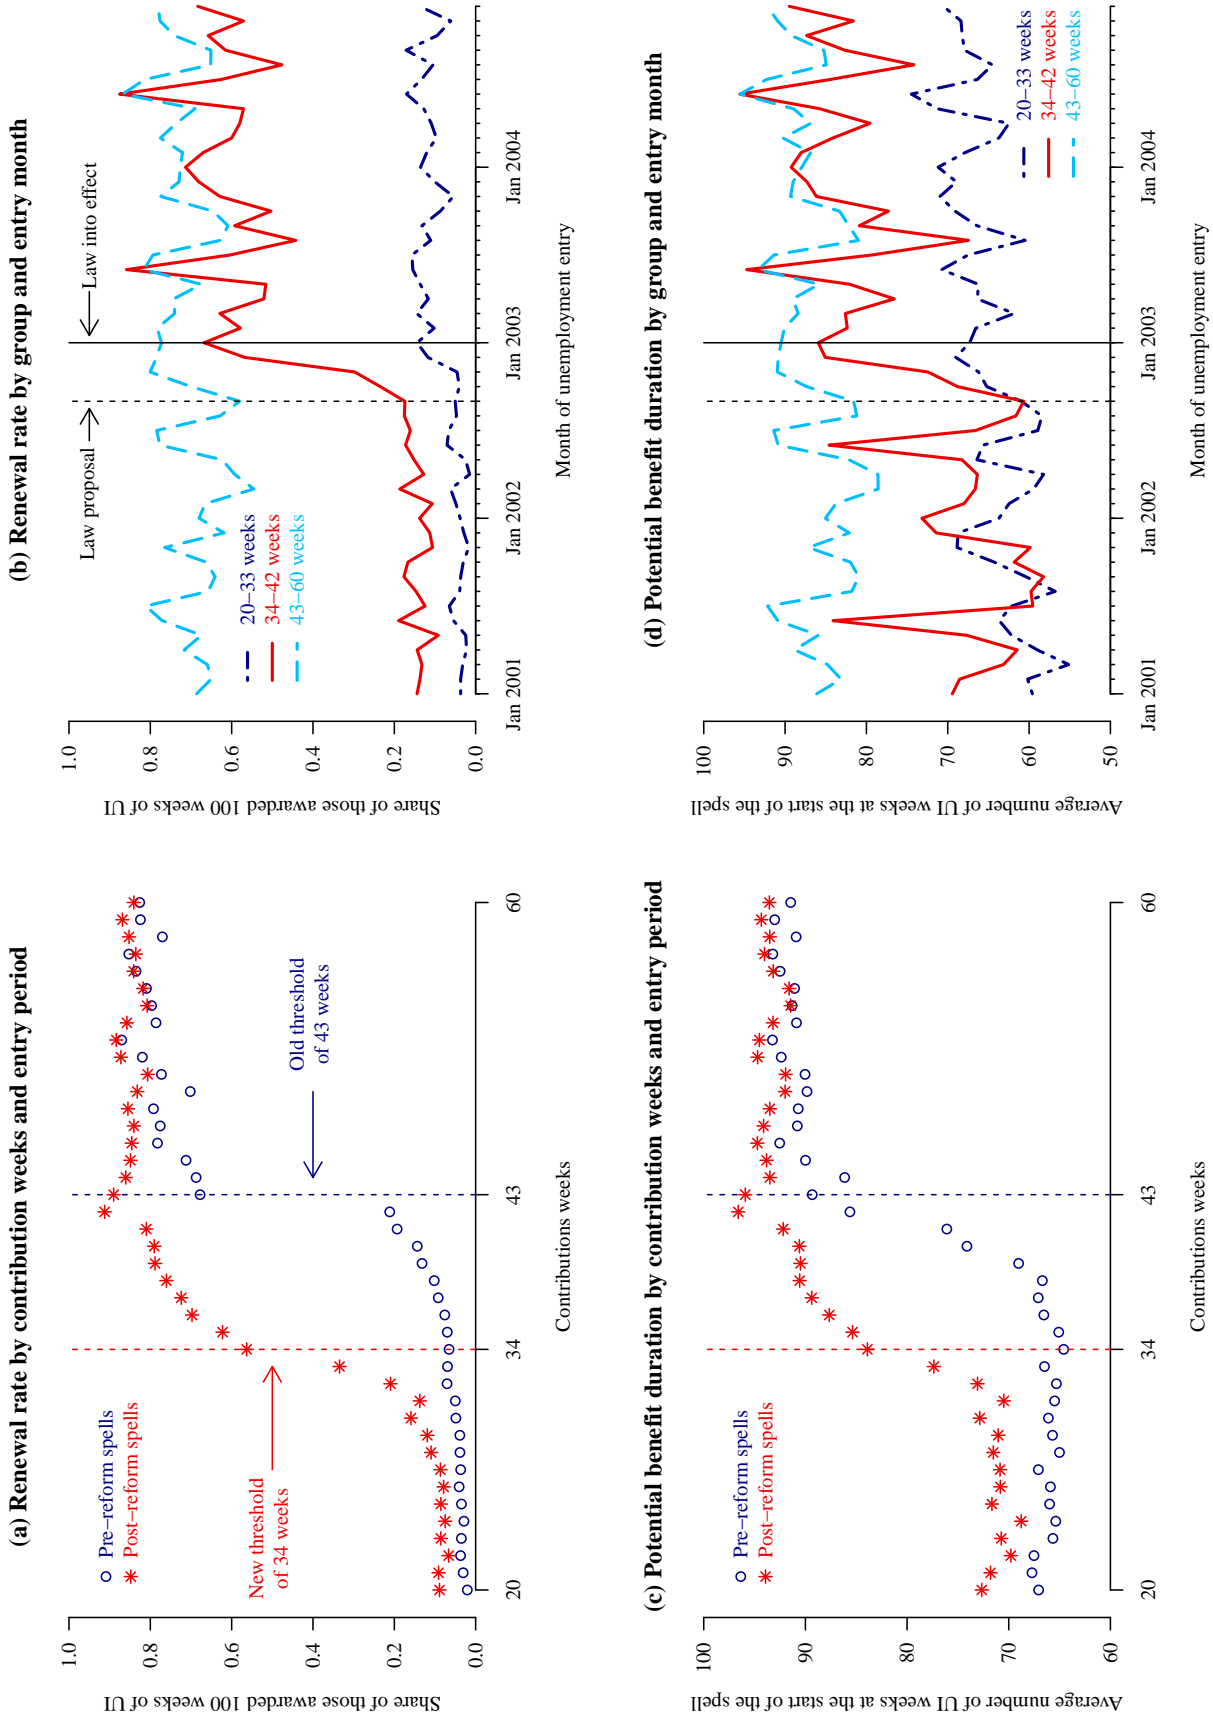 (a) Renewal rate by contribution weeks and entry period
Share of those awarded 100 weeks of UI
1.0
0.8
0.6
0.4
0.2
0.0
Pre−reform spells
Post−reform spells
New threshold
of 34 weeks
Old threshold
of 43 weeks
20
34
43
60
Contributions weeks
(b) Renewal rate by group and entry month
Share of those awarded 100 weeks of UI
1.0
0.8
0.6
0.4
0.2
0.0
Law proposal
Law into effect
20−33 weeks
34−42 weeks
43−60 weeks
Jan 2001
Jan 2002
Jan 2003
Jan 2004
Month of unemployment entry
(c) Potential benefit duration by contribution weeks and entry period
Average number of UI weeks at the start of the spell
100
90
80
70
60
Pre−reform spells
Post−reform spells
20
34
43
60
Contributions weeks
(d) Potential benefit duration by group and entry month
Average number of UI weeks at the start of the spell
100
90
80
70
60
50
20−33 weeks
34−42 weeks
43−60 weeks
Jan 2001
Jan 2002
Jan 2003
Jan 2004
Month of unemployment entry